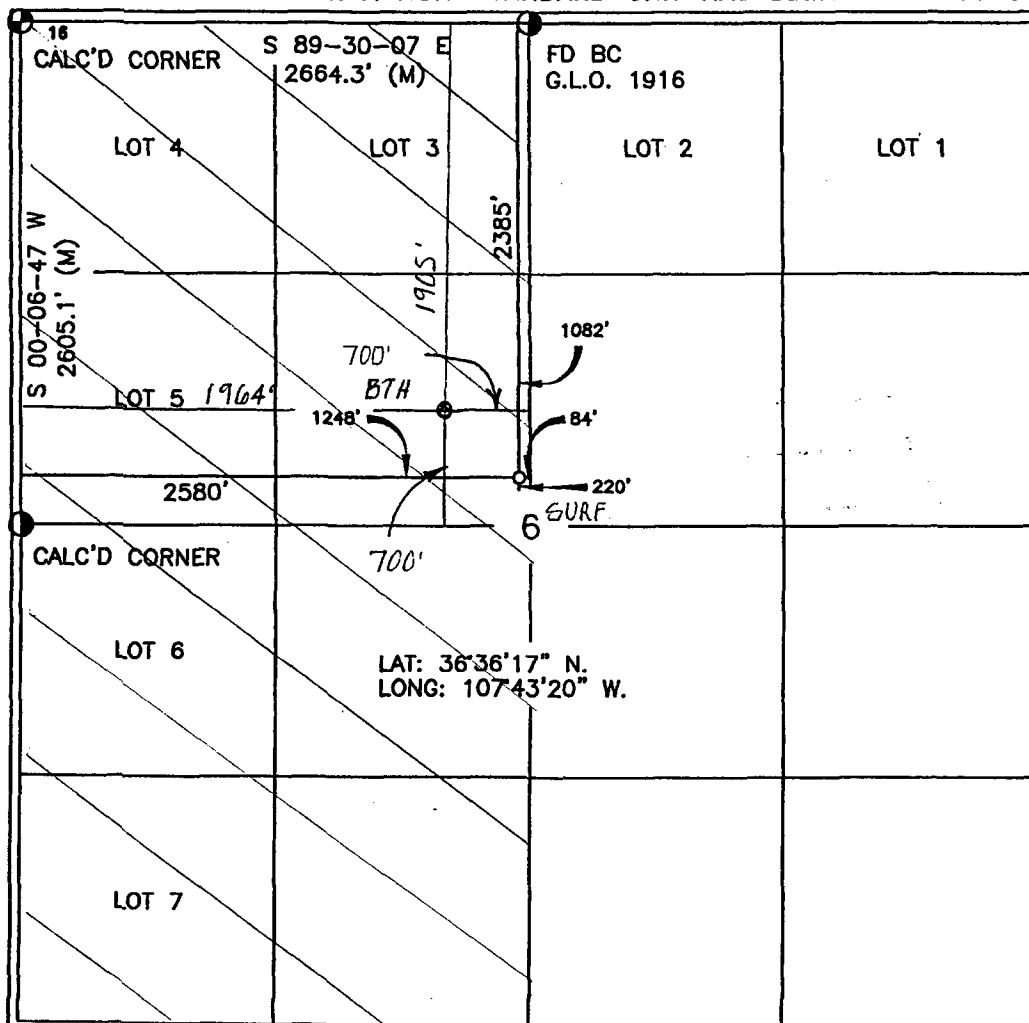 16
CALC'D CORNER
S 89-30-07 E
2664.3' (M)
FD BC
G.L.O. 1916
LOT 4
LOT 3
LOT 2
LOT 1
S 00-06-47 W
2605.1' (M)
2385'
1905'
1082'
700'
LOT 5
1964'
BTH
1248'
84'
2580'
220'
SURF
6
700'
CALC'D CORNER
LOT 6
LAT: 36°36'17" N.
LONG: 107°43'20" W.
LOT 7